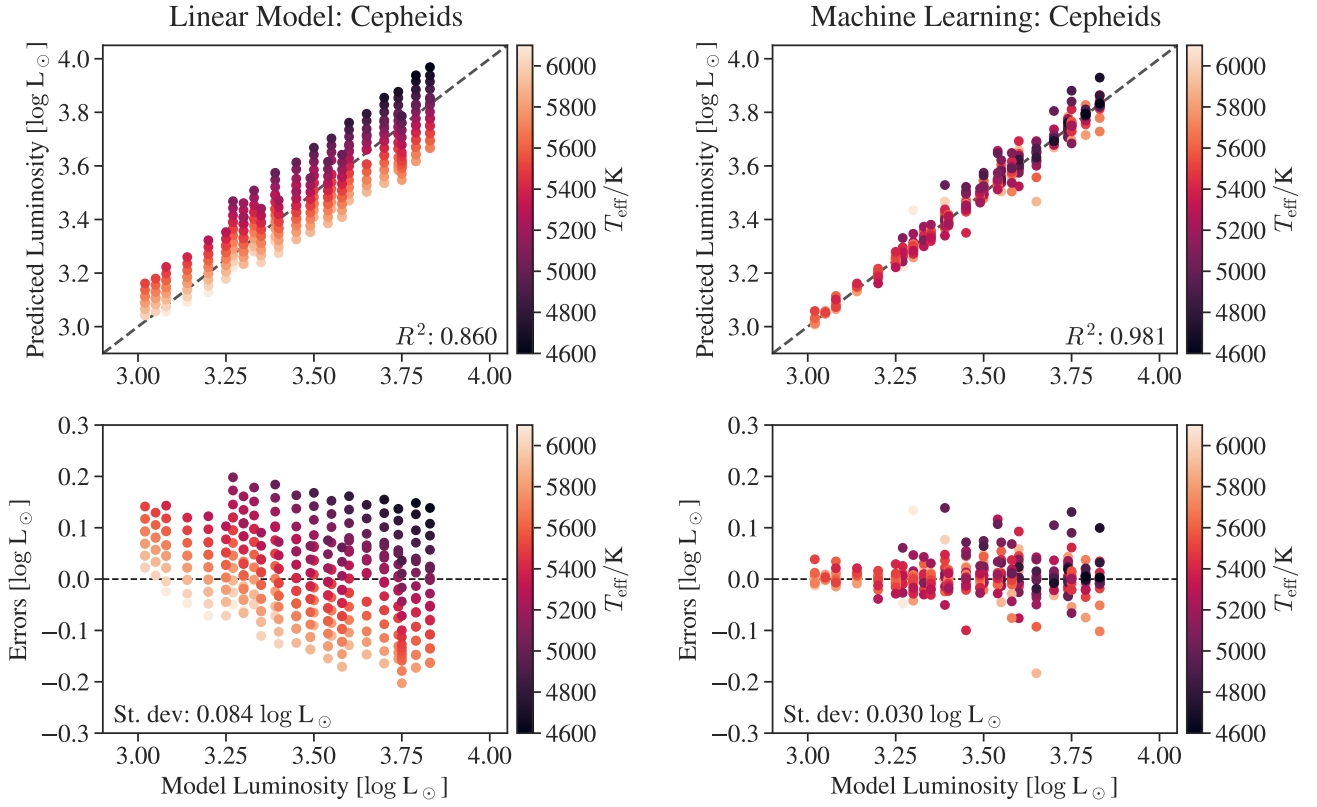 Linear Model: Cepheids
Machine Learning: Cepheids
Predicted Luminosity [log L⊙]
4.0
3.8
3.6
3.4
3.2
3.0
R²: 0.860
3.00 3.25 3.50 3.75 4.00
6000
5800
5600
5400
5200
5000
4800
4600
T_eff/K
Predicted Luminosity [log L⊙]
4.0
3.8
3.6
3.4
3.2
3.0
R²: 0.981
3.00 3.25 3.50 3.75 4.00
6000
5800
5600
5400
5200
5000
4800
4600
T_eff/K
Errors [log L⊙]
0.3
0.2
0.1
0.0
−0.1
−0.2
−0.3
St. dev: 0.084 log L⊙
3.00 3.25 3.50 3.75 4.00
Model Luminosity [log L⊙]
6000
5800
5600
5400
5200
5000
4800
4600
T_eff/K
Errors [log L⊙]
0.3
0.2
0.1
0.0
−0.1
−0.2
−0.3
St. dev: 0.030 log L⊙
3.00 3.25 3.50 3.75 4.00
Model Luminosity [log L⊙]
6000
5800
5600
5400
5200
5000
4800
4600
T_eff/K